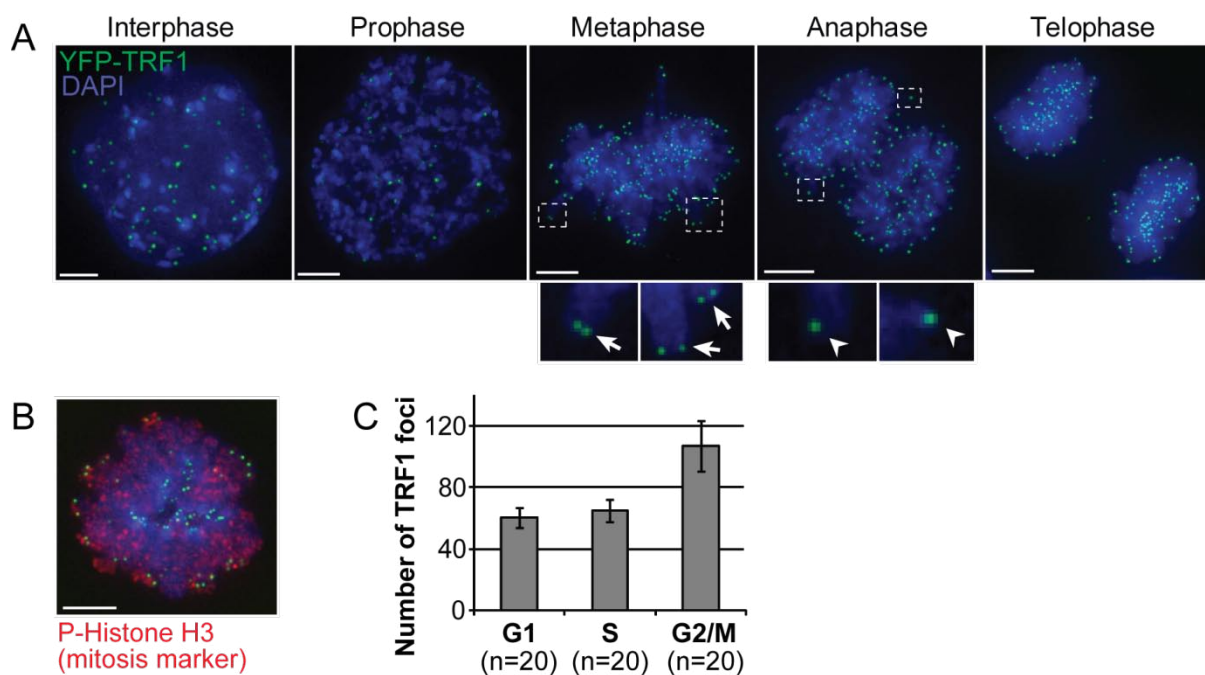 A
Interphase
Prophase
Metaphase
Anaphase
Telophase
YFP-TRF1
DAPI
B
P-Histone H3
(mitosis marker)
C
Number of TRF1 foci
120
80
40
0
G1
S
G2/M
(n=20)
(n=20)
(n=20)